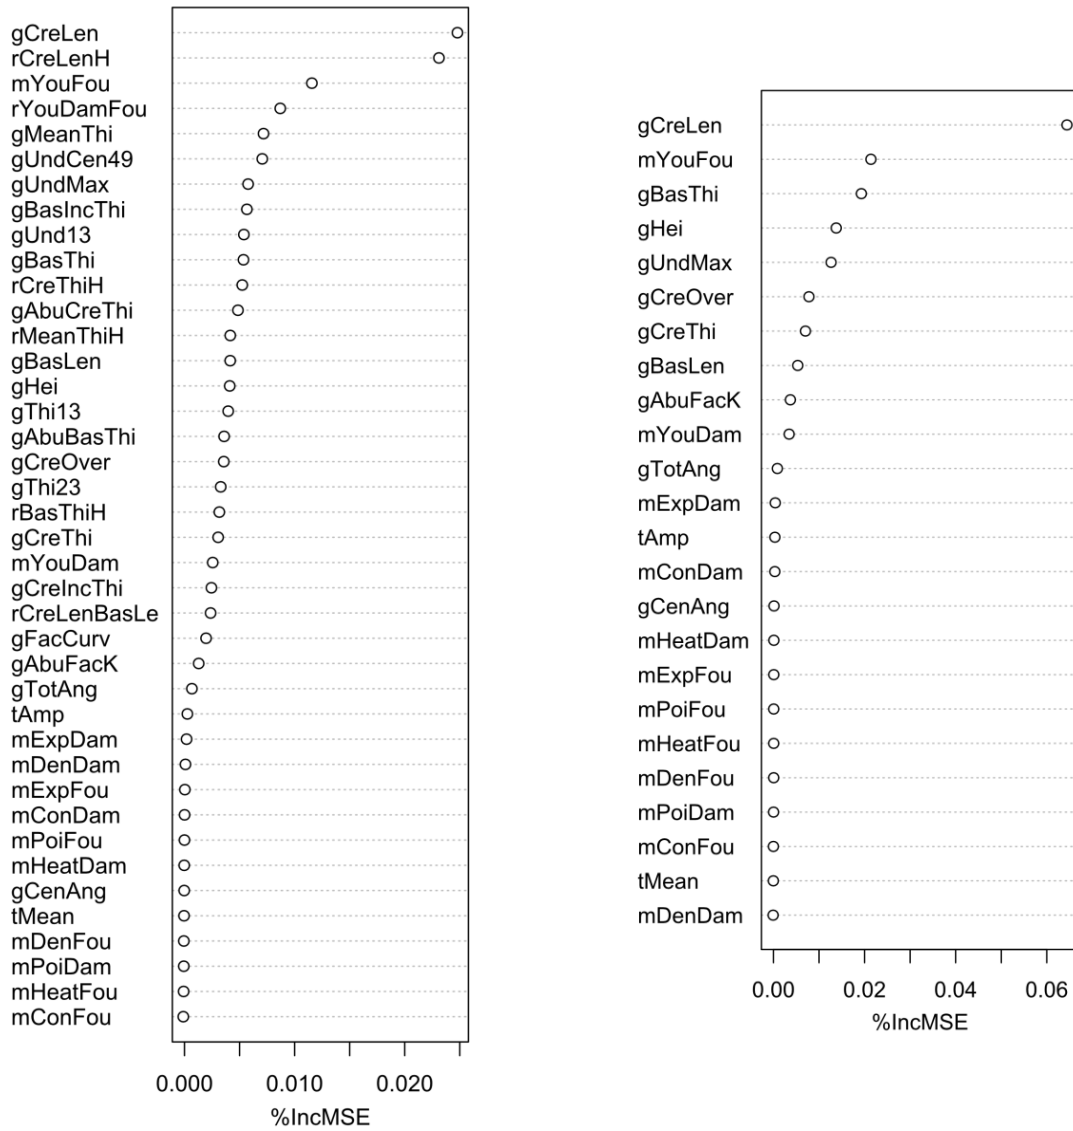 gCreLen
rCreLenH
mYouFou
rYouDamFou
gMeanThi
gUndCen49
gUndMax
gBasIncThi
gUnd13
gBasThi
rCreThiH
gAbuCreThi
rMeanThiH
gBasLen
gHei
gThi13
gAbuBasThi
gCreOver
gThi23
rBasThiH
gCreThi
mYouDam
gCreIncThi
rCreLenBasLe
gFacCurv
gAbuFacK
gTotAng
tAmp
mExpDam
mDenDam
mExpFou
mConDam
mPoiFou
mHeatDam
gCenAng
tMean
mDenFou
mPoiDam
mHeatFou
mConFou
0.000 0.010 0.020
%IncMSE
gCreLen
mYouFou
gBasThi
gHei
gUndMax
gCreOver
gCreThi
gBasLen
gAbuFacK
mYouDam
gTotAng
mExpDam
tAmp
mConDam
gCenAng
mHeatDam
mExpFou
mPoiFou
mHeatFou
mDenFou
mPoiDam
mConFou
tMean
mDenDam
0.00 0.02 0.04 0.06
%IncMSE